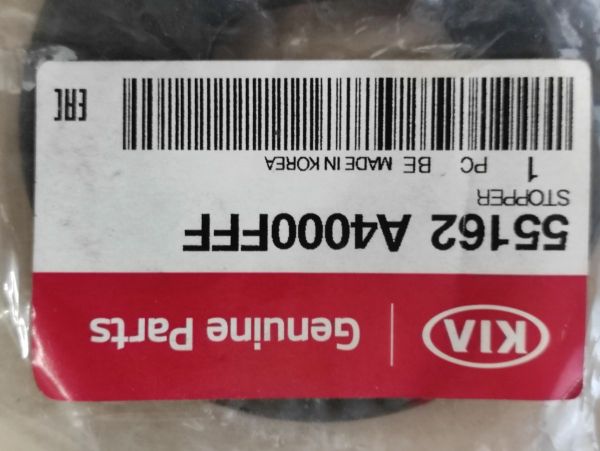 KIA Genuine Parts
55162 A4000FFF
STOPPER
1 PC BE MADE IN KOREA
EAC